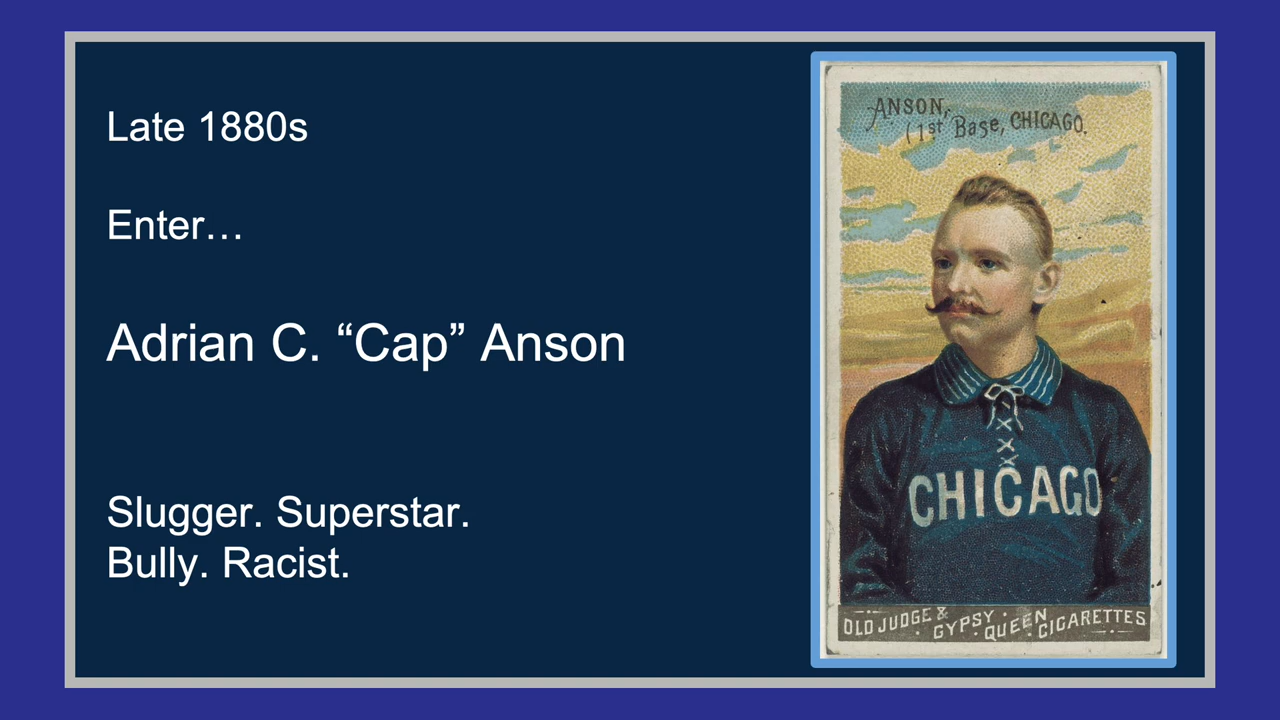 Late 1880s
Enter…
Adrian C. “Cap” Anson
Slugger. Superstar.
Bully. Racist.
ANSON,
(1st Base, CHICAGO.
CHICAGO
OLD JUDGE & GYPSY · QUEEN CIGARETTES